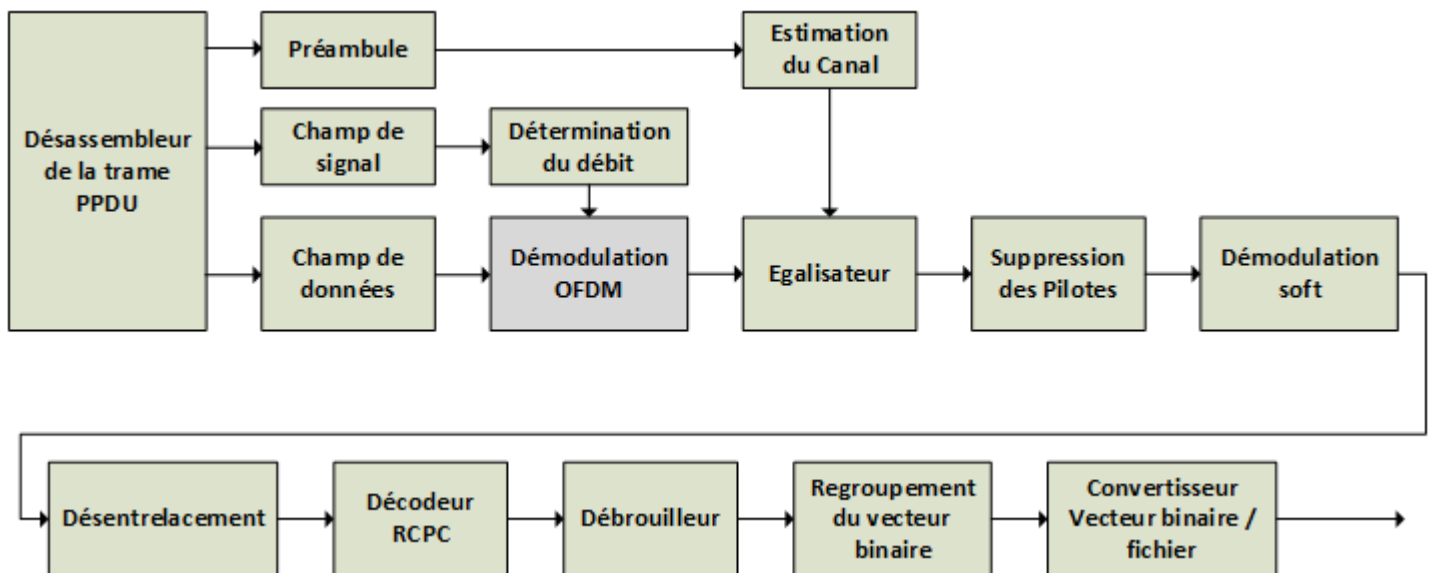 Désassembleur
de la trame
PPDU
Préambule
Estimation
du Canal
Champ de
signal
Détermination
du débit
Champ de
données
Démodulation
OFDM
Egalisateur
Suppression
des Pilotes
Démodulation
soft
Désentrelacement
Décodeur
RCPC
Débrouilleur
Regroupement
du vecteur
binaire
Convertisseur
Vecteur binaire /
fichier